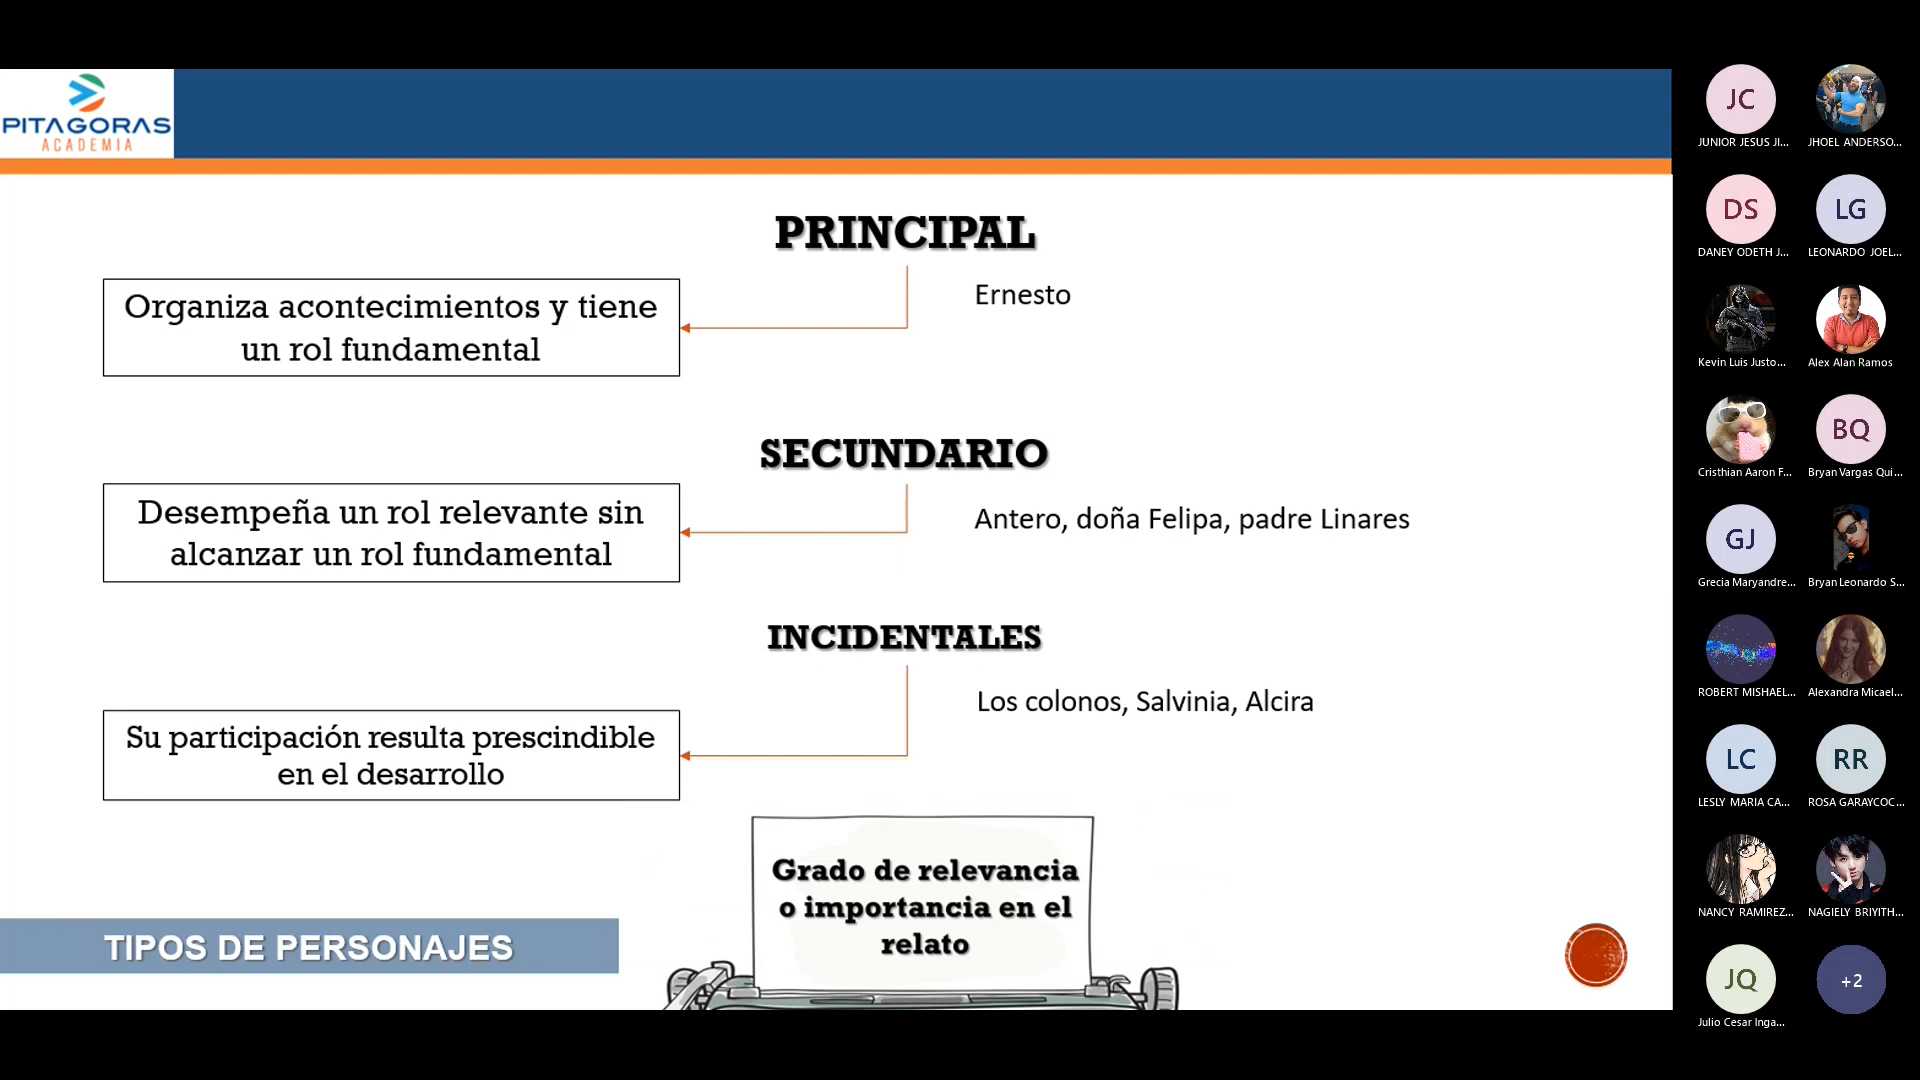 PITAGORAS
ACADEMIA
PRINCIPAL
Organiza acontecimientos y tiene
un rol fundamental
Ernesto
SECUNDARIO
Desempeña un rol relevante sin
alcanzar un rol fundamental
Antero, doña Felipa, padre Linares
INCIDENTALES
Su participación resulta prescindible
en el desarrollo
Los colonos, Salvinia, Alcira
Grado de relevancia
o importancia en el
relato
TIPOS DE PERSONAJES
JC
JUNIOR JESUS JI...
JHOEL ANDERSO...
DS
DANEY ODETH J...
LG
LEONARDO JOEL...
Kevin Luis Justo...
Alex Alan Ramos
Cristhian Aaron F...
BQ
Bryan Vargas Qui...
GJ
Grecia Maryandre...
Bryan Leonardo S...
ROBERT MISHAEL...
Alexandra Micael...
LC
LESLY MARIA CA...
RR
ROSA GARAYCOC...
NANCY RAMIREZ...
NAGIELY BRIYITH...
JQ
Julio Cesar Inga...
+2